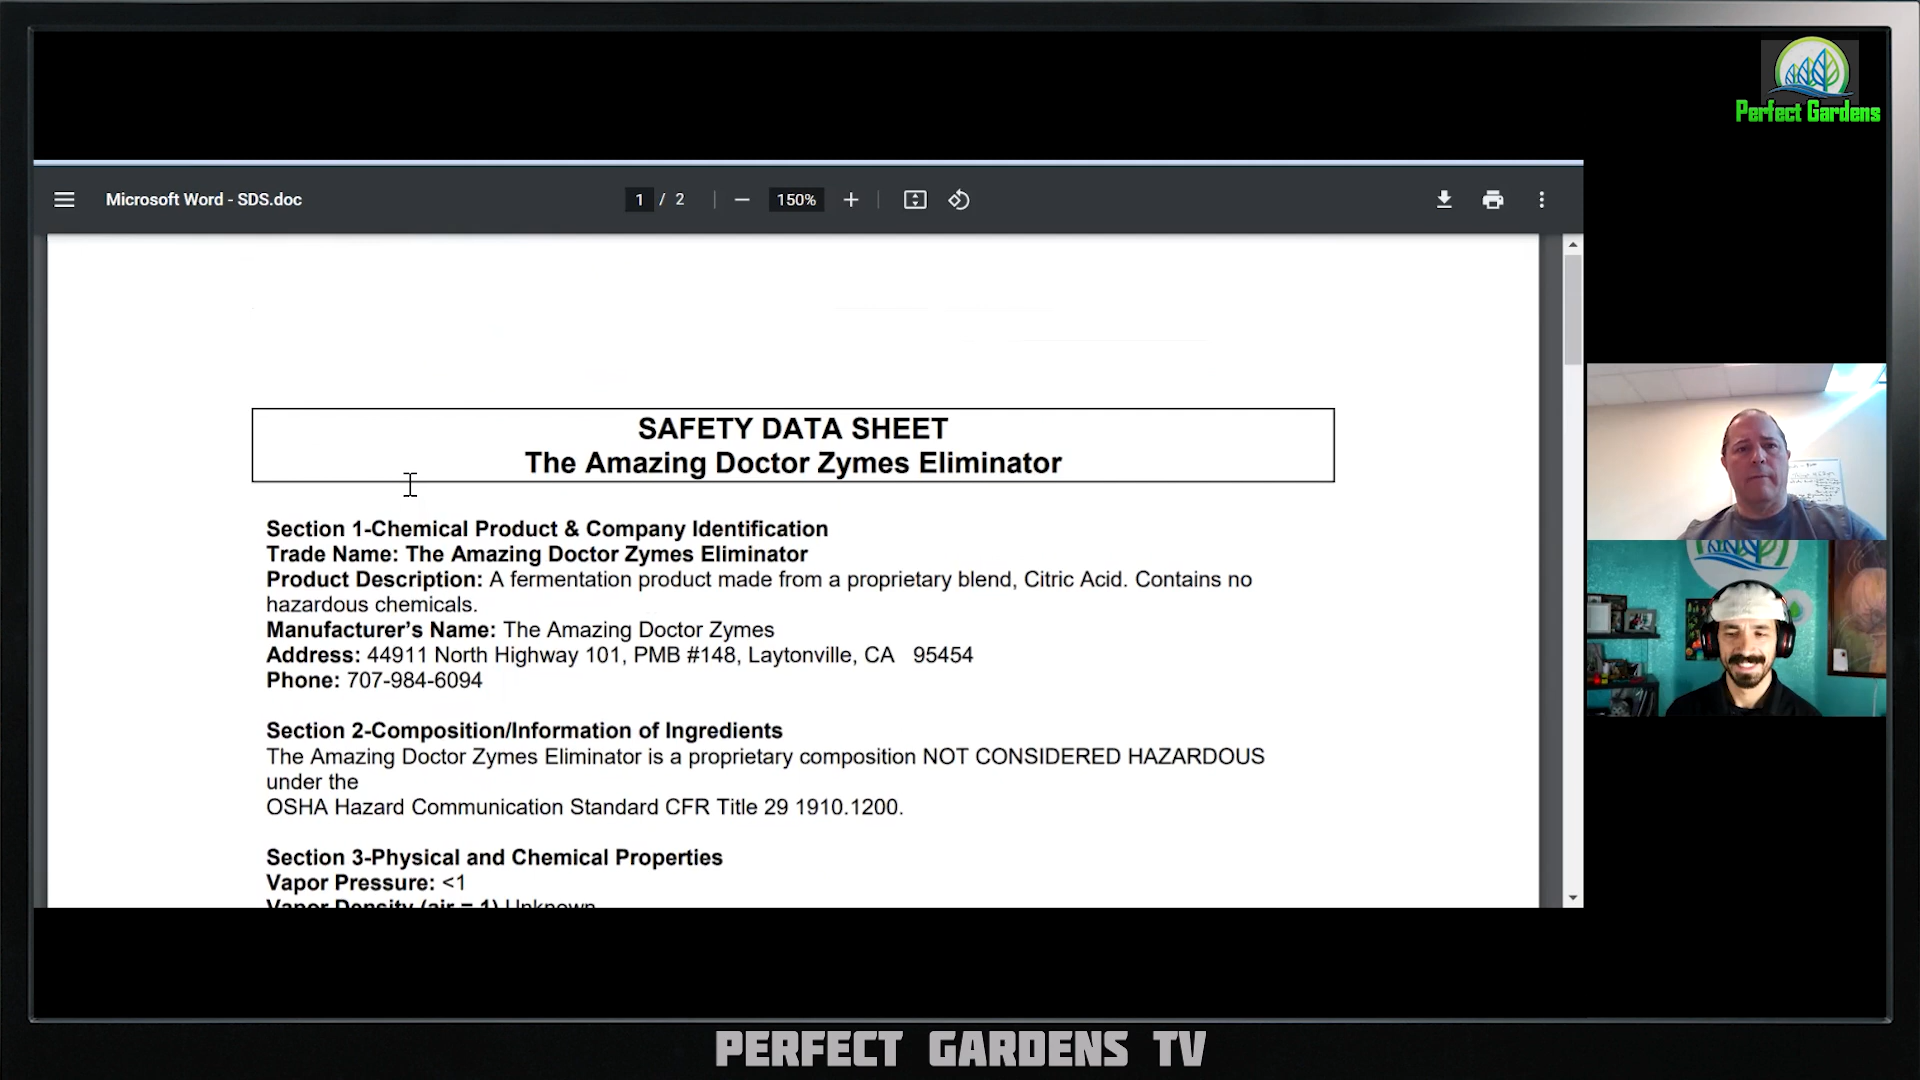 Perfect Gardens
Microsoft Word - SDS.doc
1 / 2
150%
SAFETY DATA SHEET
The Amazing Doctor Zymes Eliminator
Section 1-Chemical Product & Company Identification
Trade Name: The Amazing Doctor Zymes Eliminator
Product Description: A fermentation product made from a proprietary blend, Citric Acid. Contains no
hazardous chemicals.
Manufacturer’s Name: The Amazing Doctor Zymes
Address: 44911 North Highway 101, PMB #148, Laytonville, CA 95454
Phone: 707-984-6094
Section 2-Composition/Information of Ingredients
The Amazing Doctor Zymes Eliminator is a proprietary composition NOT CONSIDERED HAZARDOUS
under the
OSHA Hazard Communication Standard CFR Title 29 1910.1200.
Section 3-Physical and Chemical Properties
Vapor Pressure: <1
Vapor Density (air = 1) Unknown
PERFECT GARDENS TV